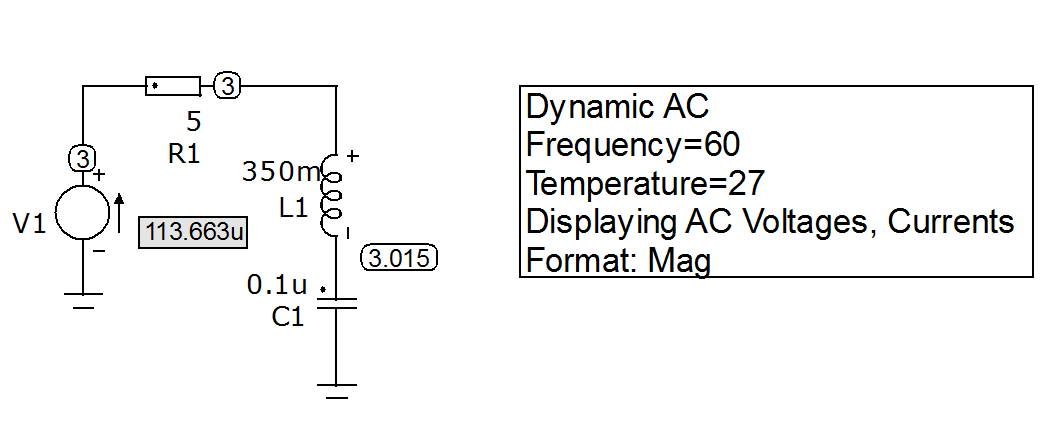 3
5
R1
3
+
V1
−
113.663u
350m
+
L1
−
3.015
0.1u
C1
Dynamic AC
Frequency=60
Temperature=27
Displaying AC Voltages, Currents
Format: Mag